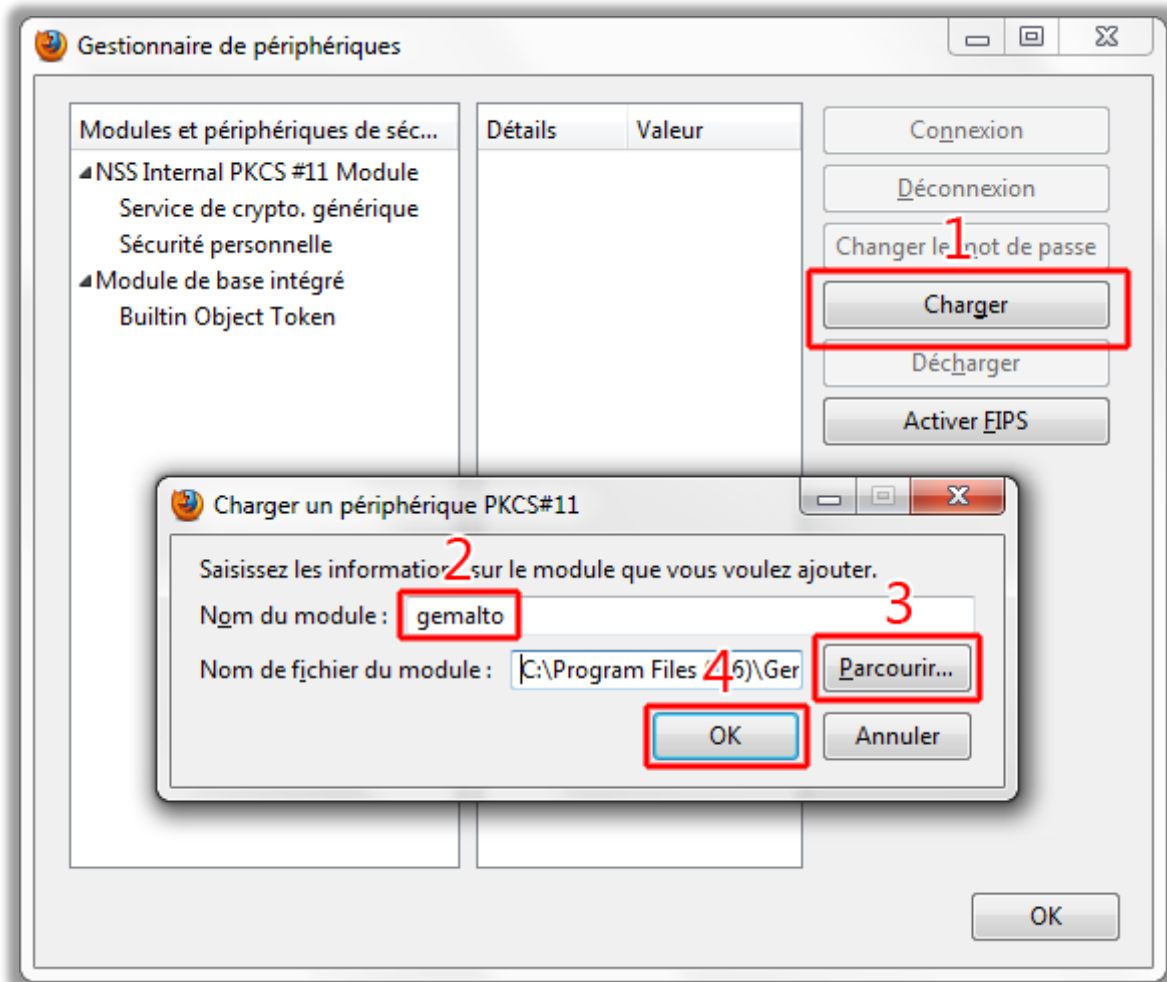 Gestionnaire de périphériques
Modules et périphériques de séc...
Détails
Valeur
NSS Internal PKCS #11 Module
Service de crypto. générique
Sécurité personnelle
Module de base intégré
Builtin Object Token
Connexion
Déconnexion
1
Changer le mot de passe
Charger
Décharger
Activer FIPS
Charger un périphérique PKCS#11
2
Saisissez les informations sur le module que vous voulez ajouter.
3
Nom du module : gemalto
4
Nom de fichier du module : C:\Program Files 6)\Ger
Parcourir...
OK
Annuler
OK